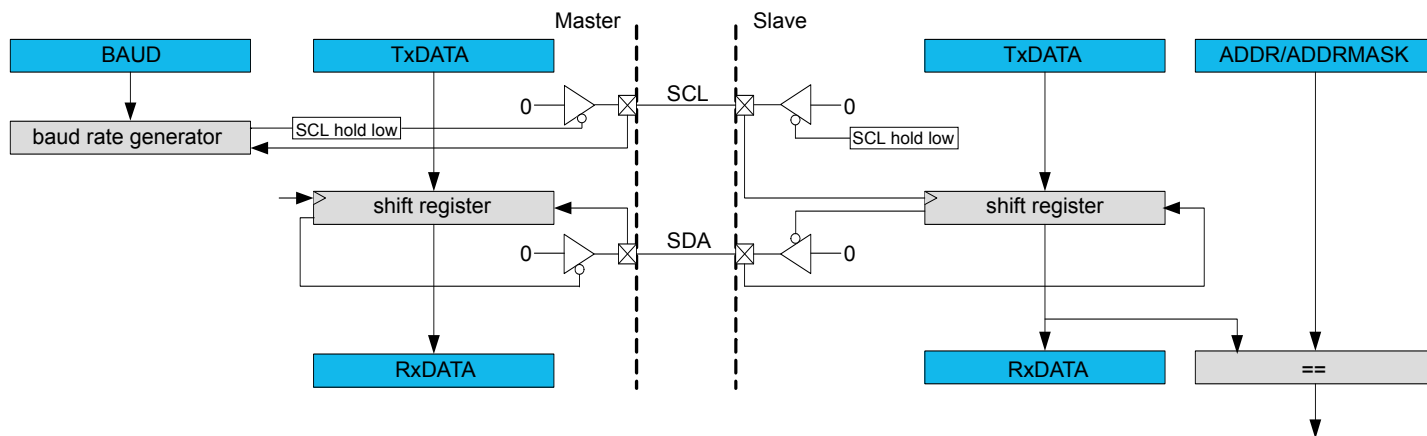 Master
Slave
BAUD
TxDATA
TxDATA
ADDR/ADDRMASK
0
SCL
0
baud rate generator
SCL hold low
SCL hold low
shift register
shift register
0
SDA
0
RxDATA
RxDATA
==